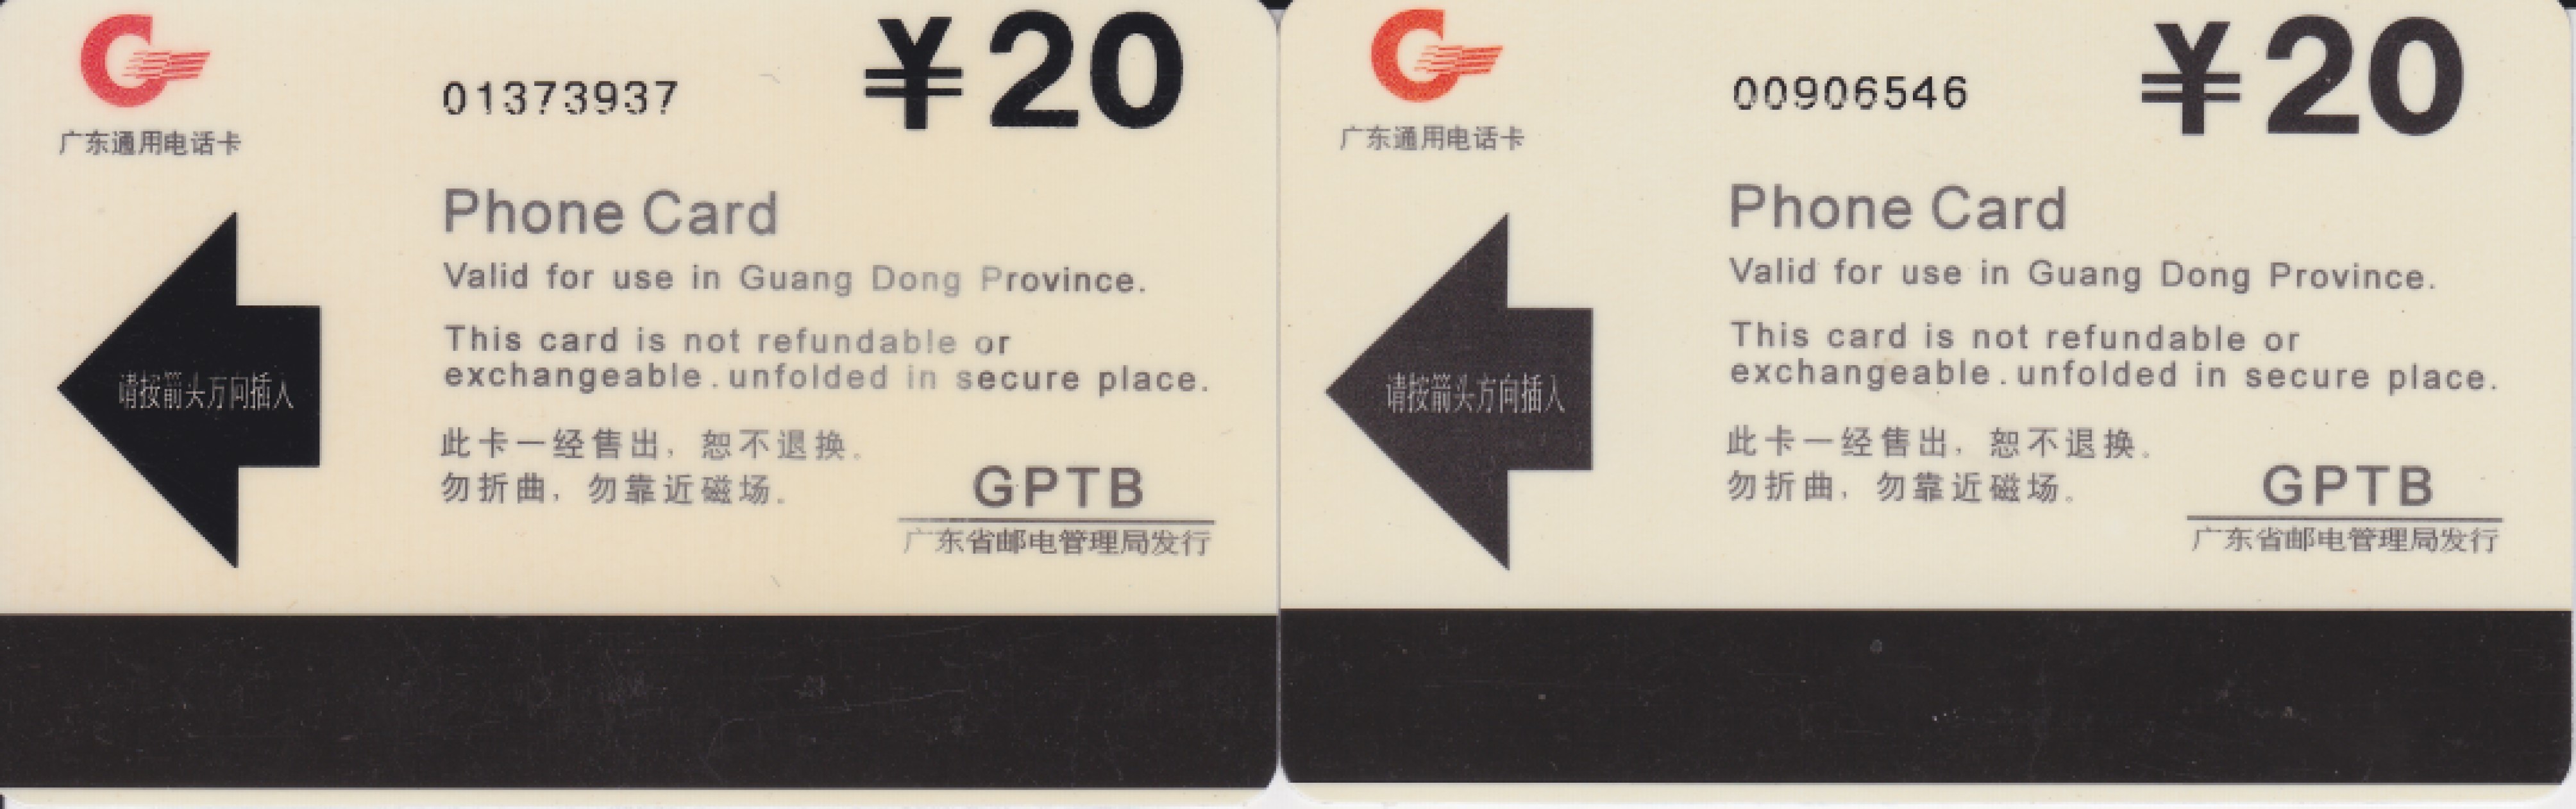 广东通用电话卡
01373937
¥20
Phone Card
Valid for use in Guang Dong Province.
This card is not refundable or
exchangeable.unfolded in secure place.
请按箭头方向插入
此卡一经售出，恕不退换。
勿折曲，勿靠近磁场。
GPTB
广东省邮电管理局发行
广东通用电话卡
00906546
¥20
Phone Card
Valid for use in Guang Dong Province.
This card is not refundable or
exchangeable.unfolded in secure place.
请按箭头方向插入
此卡一经售出，恕不退换。
勿折曲，勿靠近磁场。
GPTB
广东省邮电管理局发行